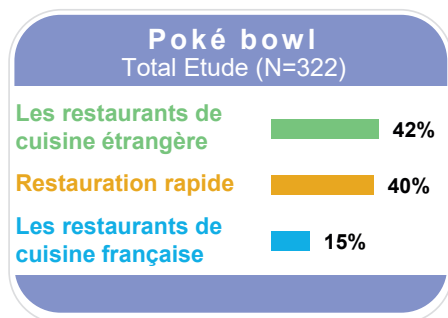 Poké bowl
Total Etude (N=322)
Les restaurants de
cuisine étrangère
42%
Restauration rapide
40%
Les restaurants de
cuisine française
15%